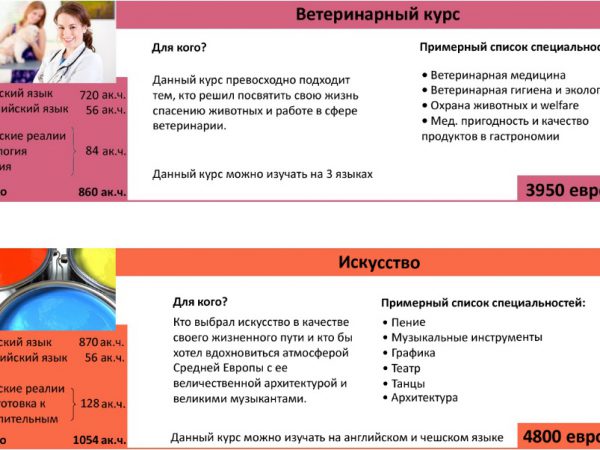 Ветеринарный курс
Для кого?
Данный курс превосходно подходит
тем, кто решил посвятить свою жизнь
спасению животных и работе в сфере
ветеринарии.
Данный курс можно изучать на 3 языках
Примерный список специальнос
• Ветеринарная медицина
• Ветеринарная гигиена и эколог
• Охрана животных и welfare
• Мед. пригодность и качество
продуктов в гастрономии
ский язык 720 ак.ч.
ийский язык 56 ак.ч.
ские реалии
логия 84 ак.ч.
ия
о 860 ак.ч.
3950 евр
Искусство
Для кого?
Кто выбрал искусство в качестве
своего жизненного пути и кто бы
хотел вдохновиться атмосферой
Средней Европы с ее
величественной архитектурой и
великими музыкантами.
Данный курс можно изучать на английском и чешском языке
Примерный список специальностей:
• Пение
• Музыкальные инструменты
• Графика
• Театр
• Танцы
• Архитектура
ский язык 870 ак.ч.
ийский язык 56 ак.ч.
ские реалии
готовка к 128 ак.ч.
пительным
о 1054 ак.ч.
4800 евро